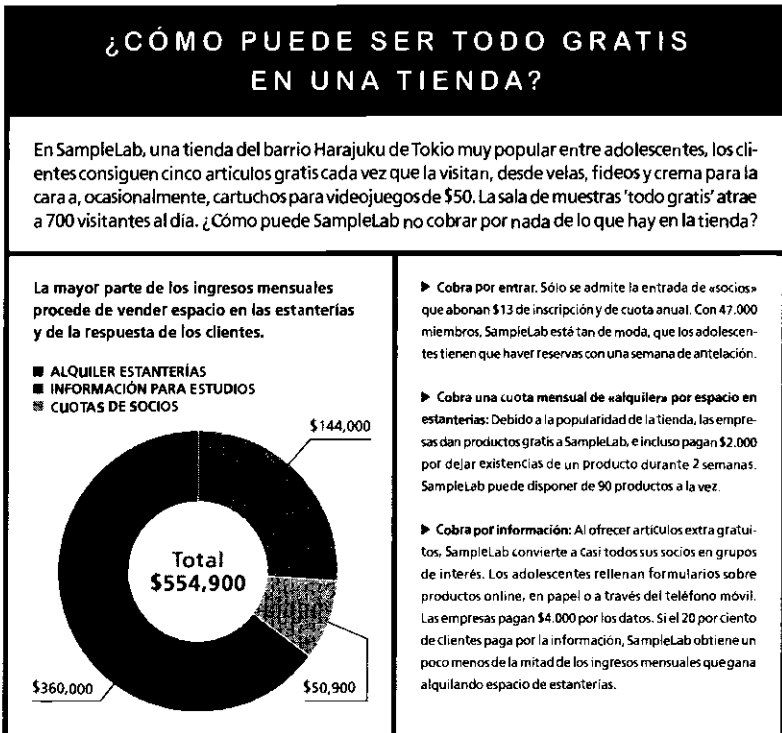 ¿CÓMO PUEDE SER TODO GRATIS
EN UNA TIENDA?
En SampleLab, una tienda del barrio Harajuku de Tokio muy popular entre adolescentes, los cli-
entes consiguen cinco articulos gratis cada vez que la visitan, desde velas, fideos y crema para la
cara a, ocasionalmente, cartuchos para videojuegos de $50. La sala de muestras 'todo gratis' atrae
a 700 visitantes al día. ¿Cómo puede SampleLab no cobrar por nada de lo que hay en la tienda?
La mayor parte de los ingresos mensuales
procede de vender espacio en las estanterías
y de la respuesta de los clientes.
■ ALQUILER ESTANTERÍAS
■ INFORMACIÓN PARA ESTUDIOS
▩ CUOTAS DE SOCIOS
$144,000
Total
$554,900
$360,000
$50,900
▶ Cobra por entrar. Sólo se admite la entrada de «socios»
que abonan $13 de inscripción y de cuota anual. Con 47.000
miembros, SampleLab está tan de moda, que los adolescen-
tes tienen que haver reservas con una semana de antelación.
▶ Cobra una cuota mensual de «alquiler» por espacio en
estanterias: Debido a la popularidad de la tienda, las empre-
sas dan productos gratis a SampleLab, e incluso pagan $2.000
por dejar existencias de un producto durante 2 semanas.
SampleLab puede disponer de 90 productos a la vez.
▶ Cobra por información: Al ofrecer articulos extra gratui-
tos, SampleLab convierte a casi todos sus socios en grupos
de interés. Los adolescentes rellenan formularios sobre
productos online, en papel o a través del teléfono móvil.
Las empresas pagan $4.000 por los datos. Si el 20 por ciento
de clientes paga por la información, SampleLab obtiene un
poco menos de la mitad de los ingresos mensuales que gana
alquilando espacio de estanterías.